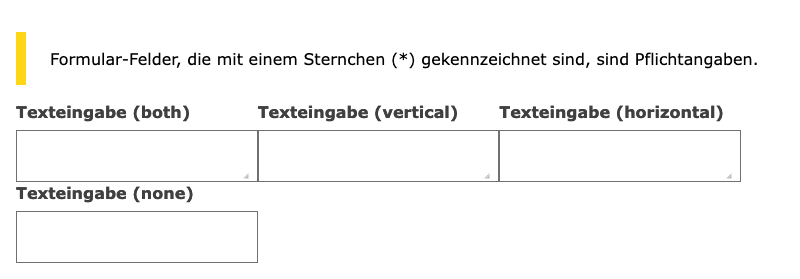 Formular-Felder, die mit einem Sternchen (*) gekennzeichnet sind, sind Pflichtangaben.
Texteingabe (both) Texteingabe (vertical) Texteingabe (horizontal)
Texteingabe (none)